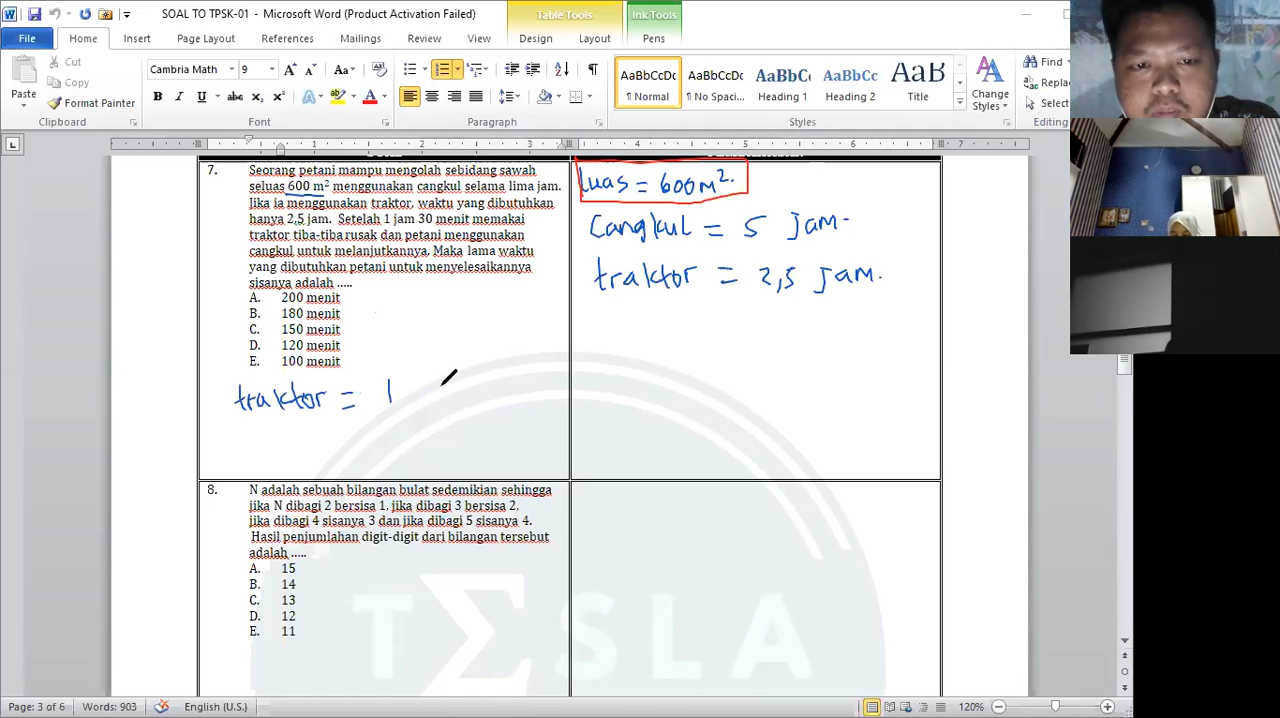 SOAL TO TPSK-01 - Microsoft Word (Product Activation Failed)
Table Tools
Ink Tools
File
Home
Insert
Page Layout
References
Mailings
Review
View
Design
Layout
Pens
Cut
Copy
Format Painter
Paste
Clipboard
Cambria Math
9
Font
Paragraph
AaBbCcDc
¶ Normal
AaBbCcDc
¶ No Spaci...
AaBbC
Heading 1
AaBbCc
Heading 2
AaB
Title
Change
Styles
Styles
Find
Replace
Select
Editing
7.
Seorang petani mampu mengolah sebidang sawah
seluas 600 m² menggunakan cangkul selama lima jam.
Jika ia menggunakan traktor, waktu yang dibutuhkan
hanya 2,5 jam. Setelah 1 jam 30 menit memakai
traktor tiba-tiba rusak dan petani menggunakan
cangkul untuk melanjutkannya. Maka lama waktu
yang dibutuhkan petani untuk menyelesaikannya
sisanya adalah .....
A. 200 menit
B. 180 menit
C. 150 menit
D. 120 menit
E. 100 menit
traktor = 1
luas = 600 m².
Cangkul = 5 jam.
traktor = 2,5 jam.
8.
N adalah sebuah bilangan bulat sedemikian sehingga
jika N dibagi 2 bersisa 1, jika dibagi 3 bersisa 2,
jika dibagi 4 sisanya 3 dan jika dibagi 5 sisanya 4.
Hasil penjumlahan digit-digit dari bilangan tersebut
adalah .....
A. 15
B. 14
C. 13
D. 12
E. 11
TΣSLA
Page: 3 of 6
Words: 903
English (U.S.)
120%